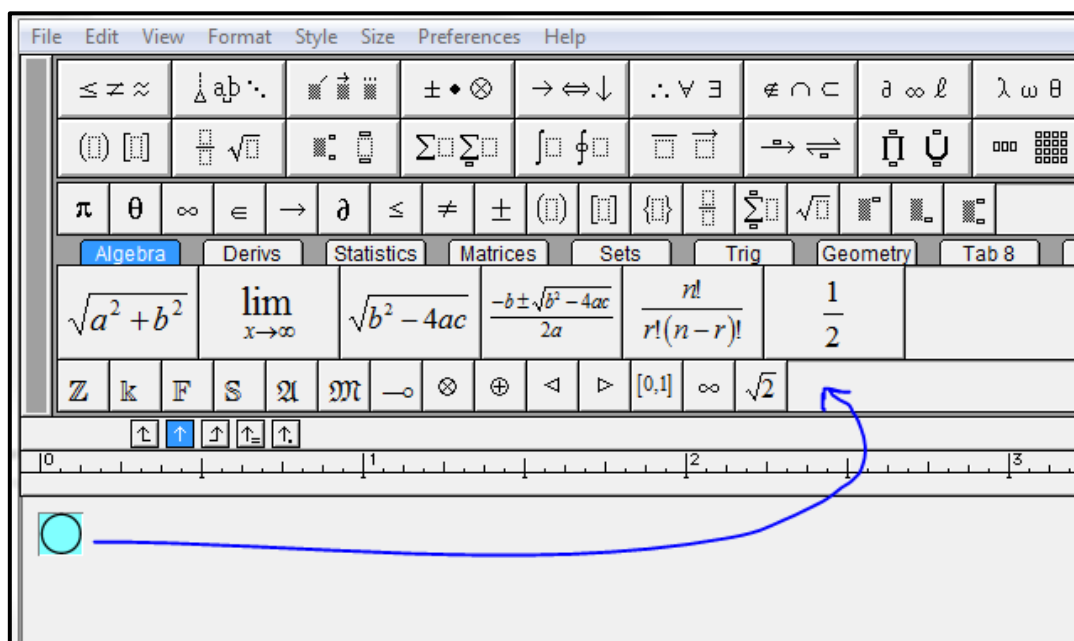 File Edit View Format Style Size Preferences Help
≤ ≠ ≈ a͟b ⋱ ± • ⊗ → ⇔ ↓ ∴ ∀ ∃ ∉ ∩ ⊂ ∂ ∞ ℓ λ ω θ
(⬚) [⬚] √⬚ Σ⬚ Σ⬚ ∫⬚ ∮⬚ → ⇌ Π U
π θ ∞ ∈ → ∂ ≤ ≠ ± (⬚) [⬚] {⬚} Σ⬚ √⬚
Algebra Derivs Statistics Matrices Sets Trig Geometry Tab 8
√(a² + b²) lim x→∞ √(b² − 4ac) (−b ± √(b² − 4ac))/(2a) n!/(r!(n − r)!) 1/2
ℤ 𝕜 𝔽 𝕊 𝔄 𝔐 ⊸ ⊗ ⊕ ⊲ ⊳ [0,1] ∞ √2
0 1 2 3